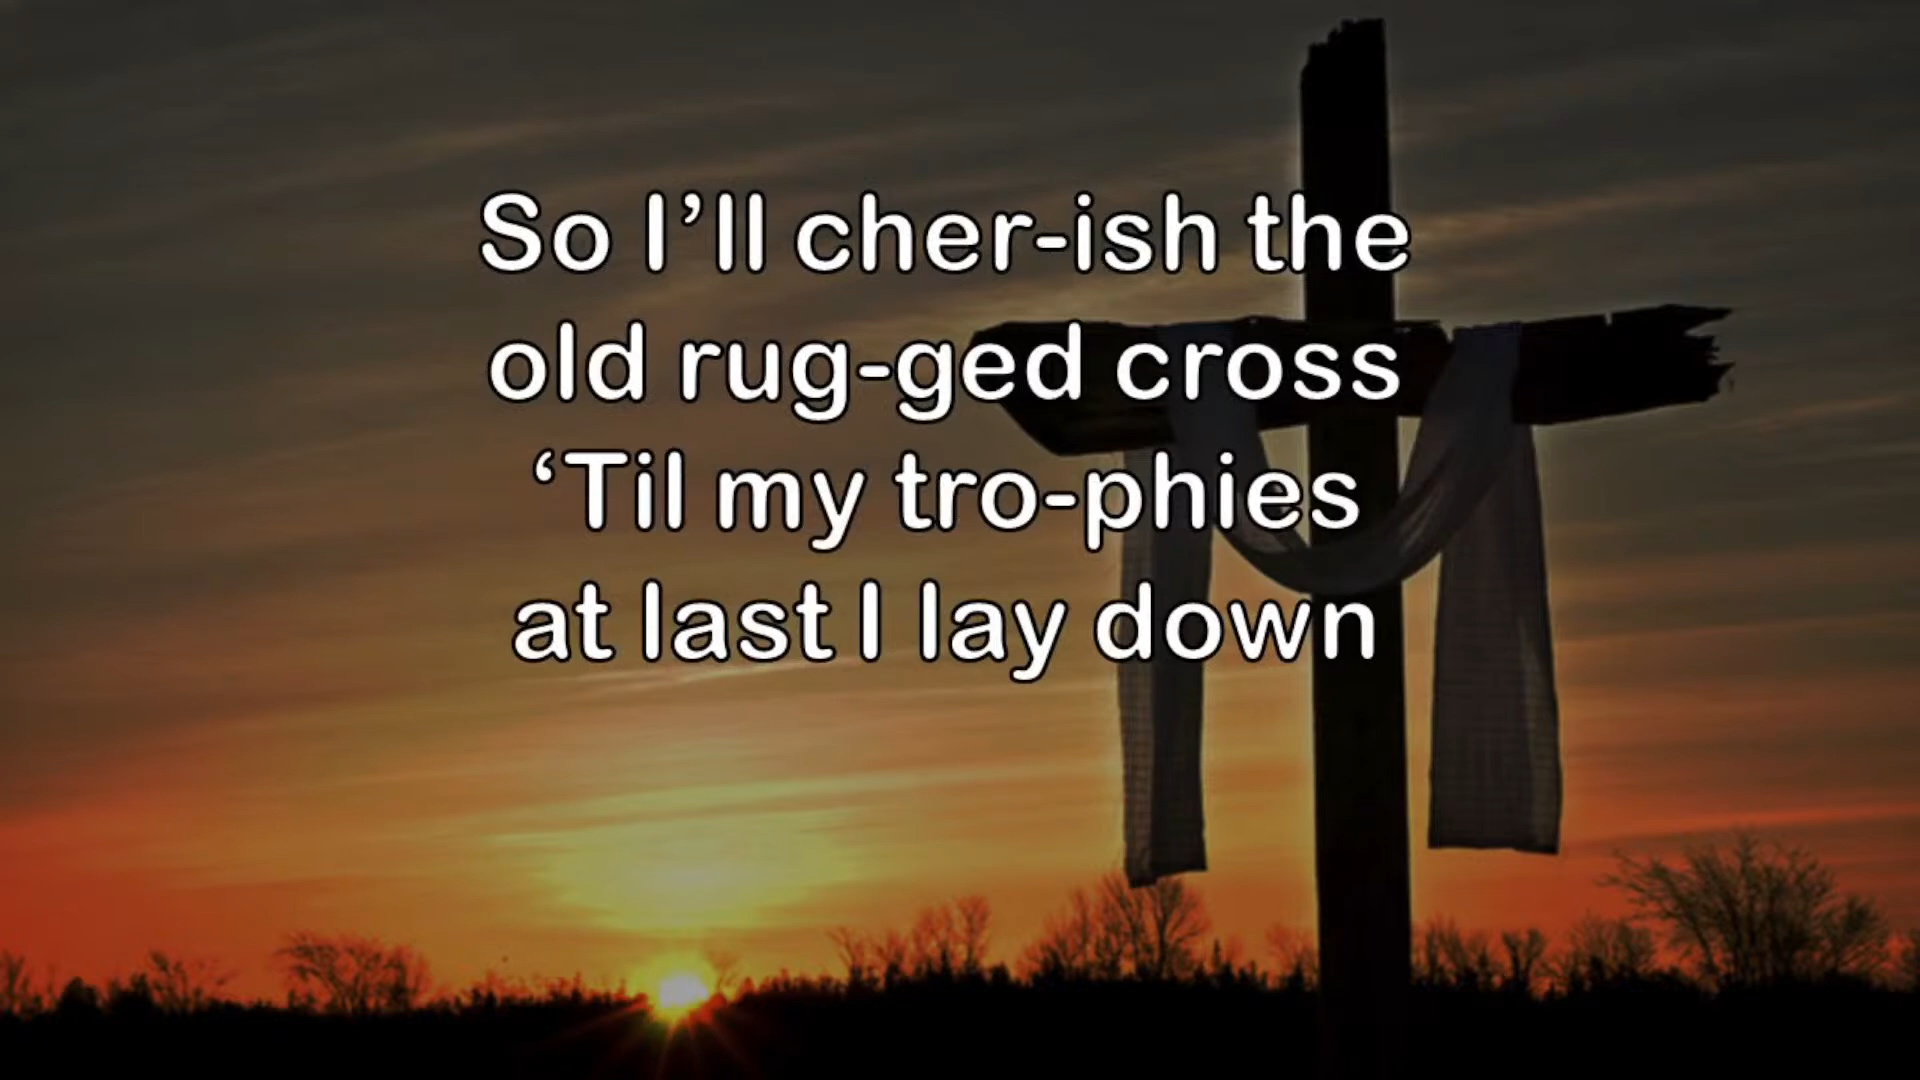 So I’ll cher-ish the
old rug-ged cross
‘Til my tro-phies
at last I lay down